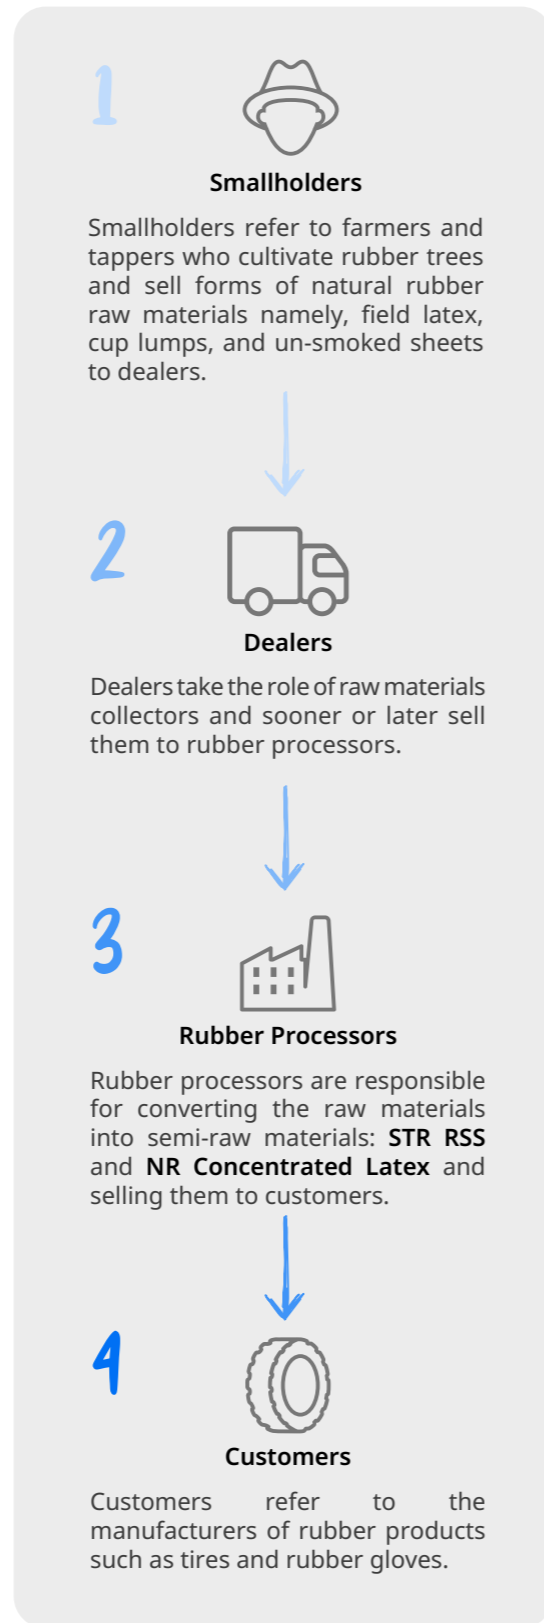 1
Smallholders
Smallholders refer to farmers and
tappers who cultivate rubber trees
and sell forms of natural rubber
raw materials namely, field latex,
cup lumps, and un-smoked sheets
to dealers.
2
Dealers
Dealers take the role of raw materials
collectors and sooner or later sell
them to rubber processors.
3
Rubber Processors
Rubber processors are responsible
for converting the raw materials
into semi-raw materials: STR RSS
and NR Concentrated Latex and
selling them to customers.
4
Customers
Customers refer to the
manufacturers of rubber products
such as tires and rubber gloves.